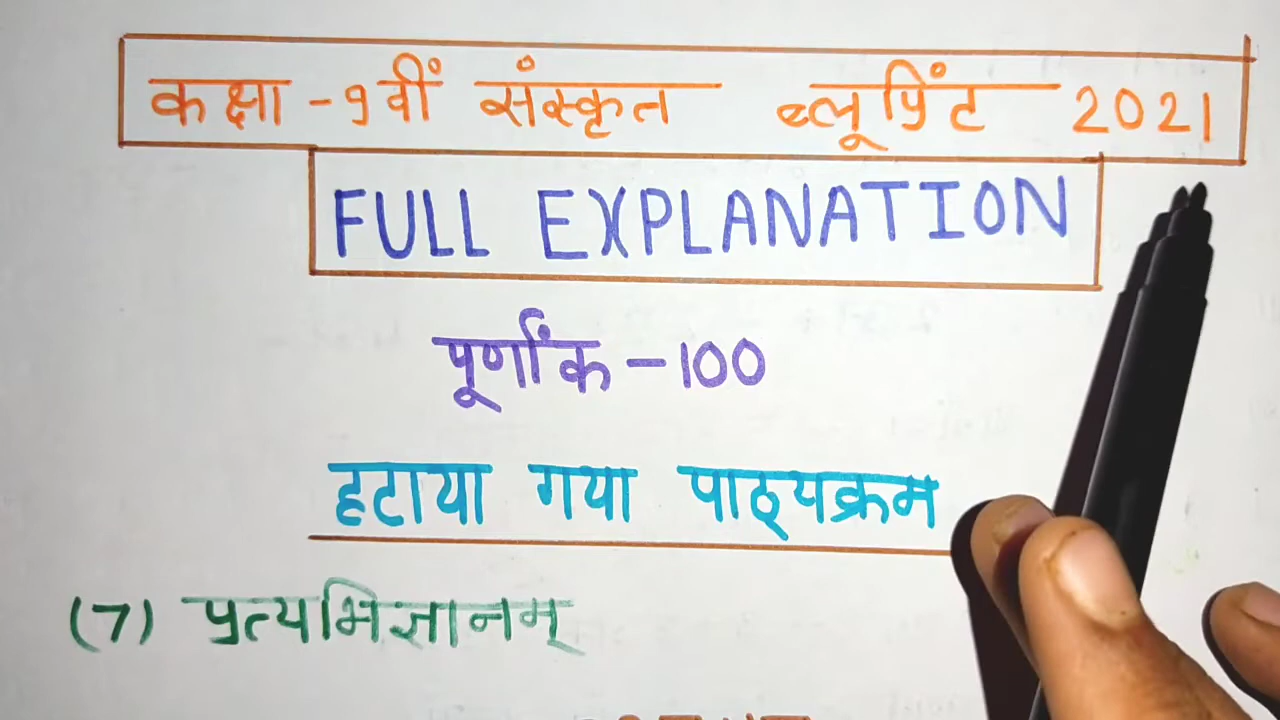 कक्षा - 9वीं संस्कृत ब्लूप्रिंट 2021
FULL EXPLANATION
पूर्णांक - 100
हटाया गया पाठ्यक्रम
(7) प्रत्यभिज्ञानम्